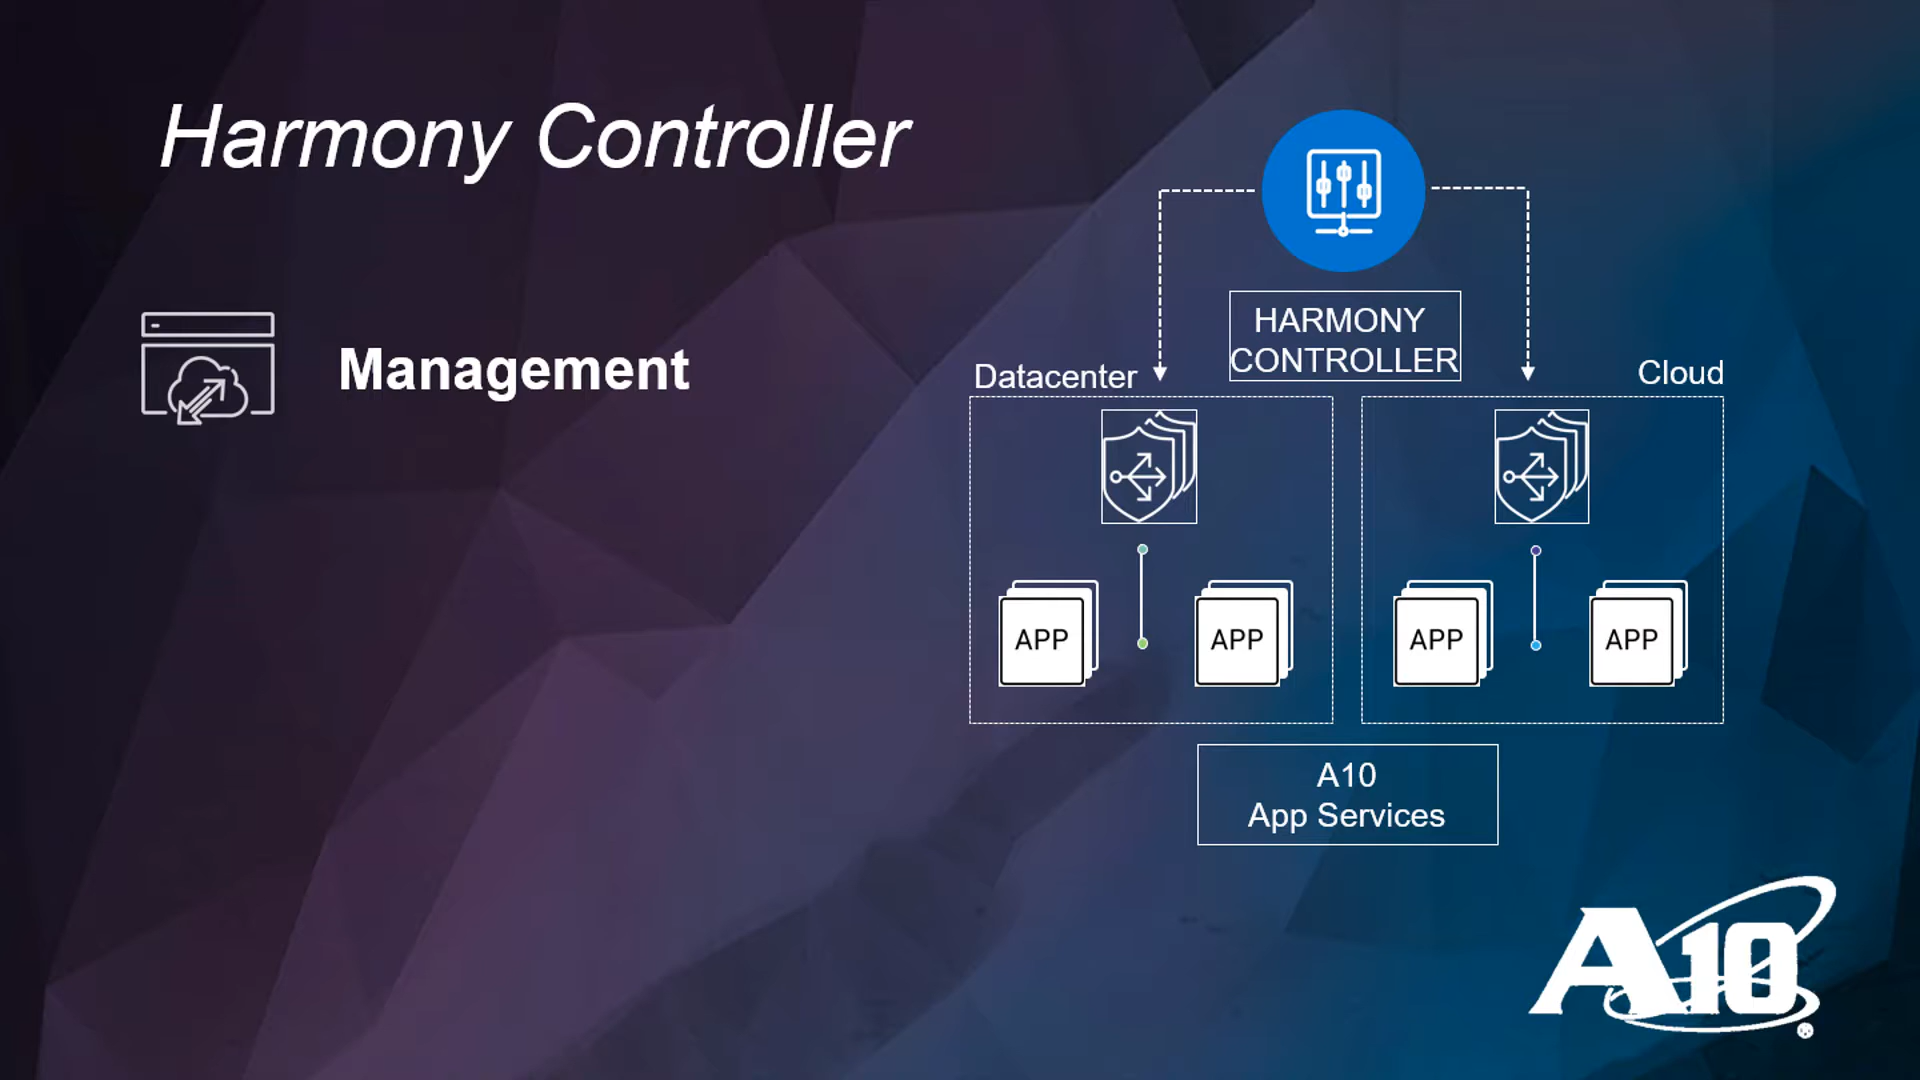 Harmony Controller
Management
HARMONY
CONTROLLER
Datacenter
Cloud
APP
APP
APP
APP
A10
App Services
A10